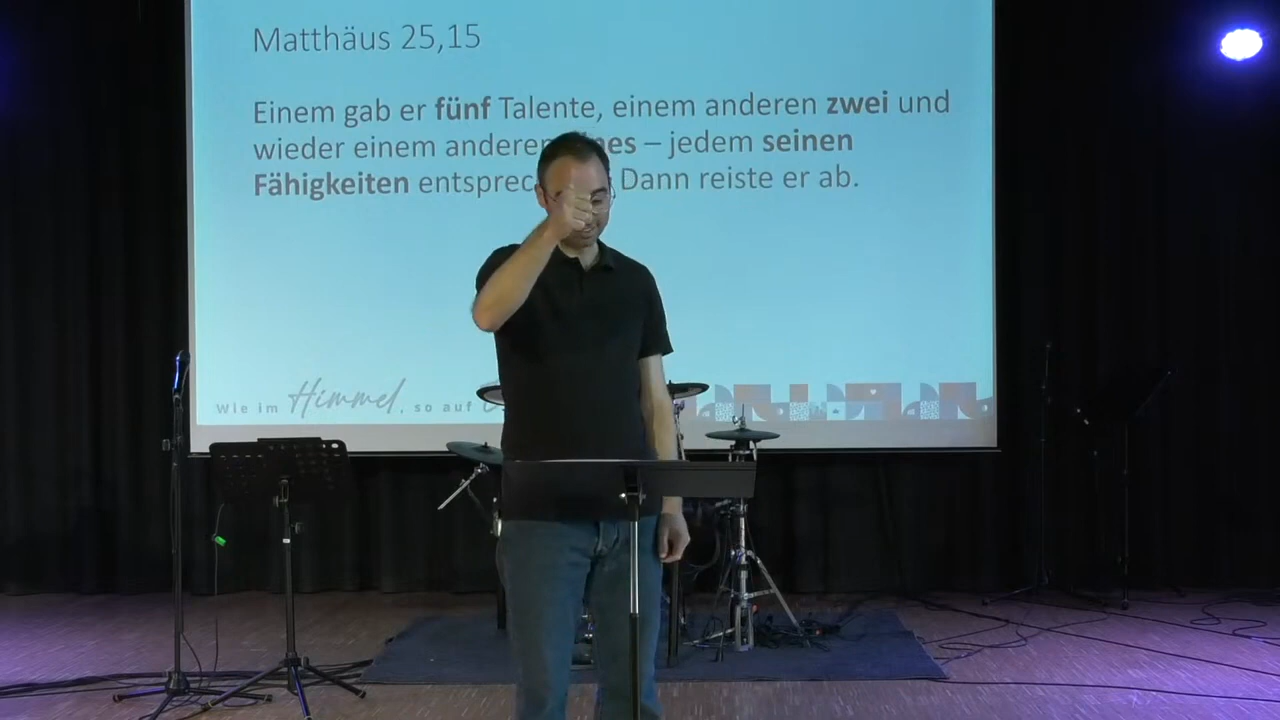 Matthäus 25,15
Einem gab er fünf Talente, einem anderen zwei und
wieder einem anderen – jedem seinen
Fähigkeiten Dann reiste er ab.
Wie im Himmel, so auf